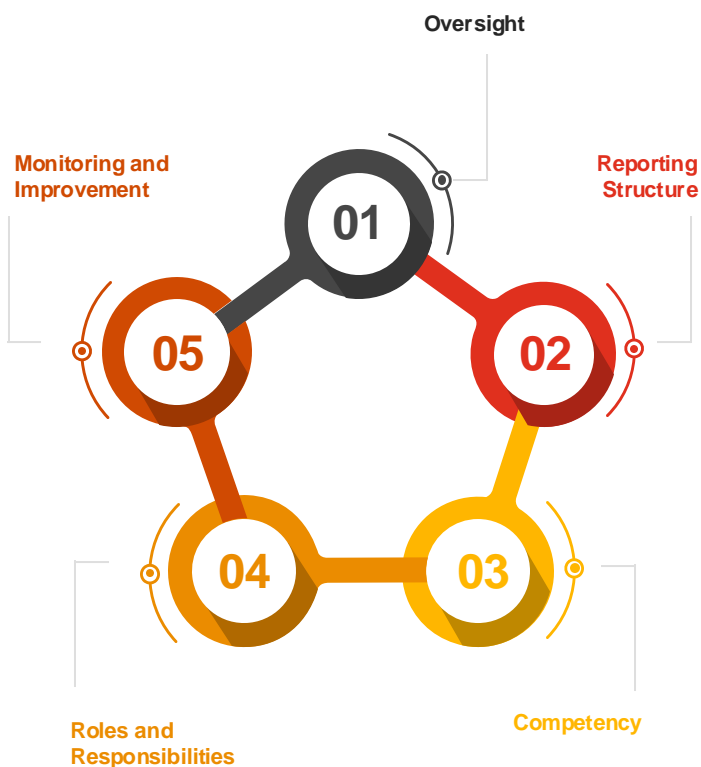 Oversight
Monitoring and
Improvement
Reporting
Structure
01
05
02
04
03
Roles and
Responsibilities
Competency